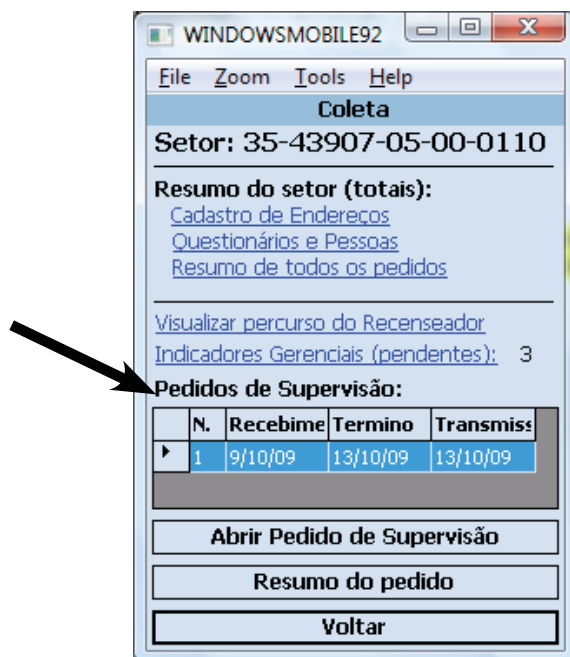 WINDOWSMOBILE92
File Zoom Tools Help
Coleta
Setor: 35-43907-05-00-0110
Resumo do setor (totais):
Cadastro de Endereços
Questionários e Pessoas
Resumo de todos os pedidos
Visualizar percurso do Recenseador
Indicadores Gerenciais (pendentes): 3
Pedidos de Supervisão:
N. Recebime Termino Transmiss
1 9/10/09 13/10/09 13/10/09
Abrir Pedido de Supervisão
Resumo do pedido
Voltar